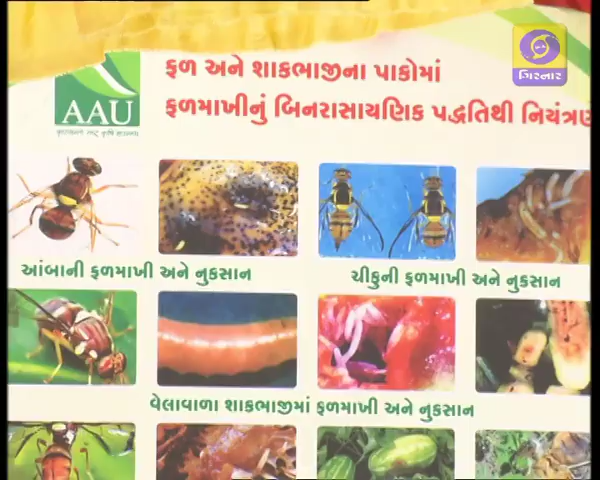 ગિરનાર
ફળ અને શાકભાજીના પાકોમાં
ફળમાખીનું બિનરાસાયણિક પદ્ધતિથી નિયંત્રણ
AAU
આંબાની ફળમાખી અને નુકસાન
ચીકુની ફળમાખી અને નુકસાન
વેલાવાળા શાકભાજીમાં ફળમાખી અને નુકસાન